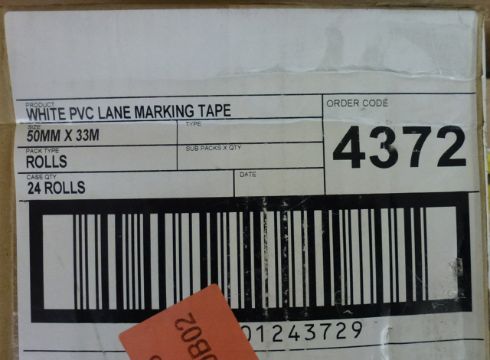 PRODUCT
WHITE PVC LANE MARKING TAPE
ORDER CODE
4372
SIZE
50MM X 33M
TYPE
PACK TYPE
ROLLS
SUB PACKS X QTY
CASE QTY
24 ROLLS
DATE
01243729
0B02